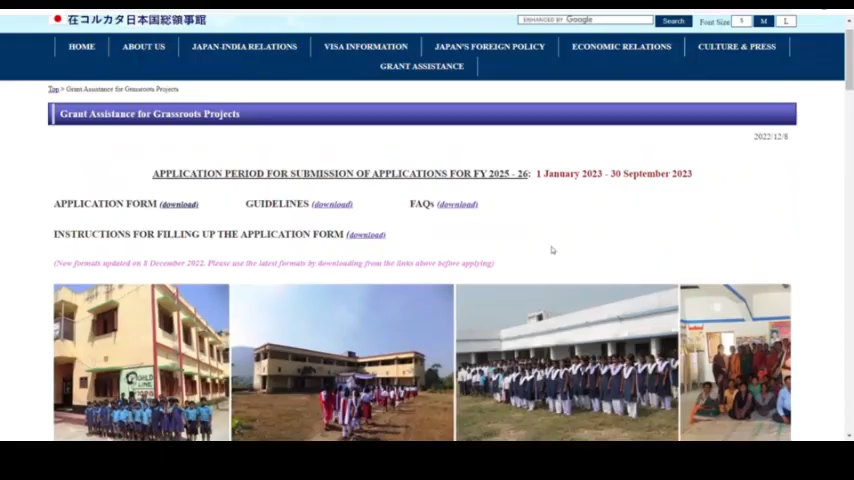 在コルカタ日本国総領事館
ENHANCED BY Google Search Font Size S M L
HOME ABOUT US JAPAN-INDIA RELATIONS VISA INFORMATION JAPAN'S FOREIGN POLICY ECONOMIC RELATIONS CULTURE & PRESS
GRANT ASSISTANCE
Top > Grant Assistance for Grassroots Projects
Grant Assistance for Grassroots Projects
2022/12/8
APPLICATION PERIOD FOR SUBMISSION OF APPLICATIONS FOR FY 2025 - 26: 1 January 2023 - 30 September 2023
APPLICATION FORM (download) GUIDELINES (download) FAQs (download)
INSTRUCTIONS FOR FILLING UP THE APPLICATION FORM (download)
(New formats updated on 8 December 2022. Please use the latest formats by downloading from the links above before applying)